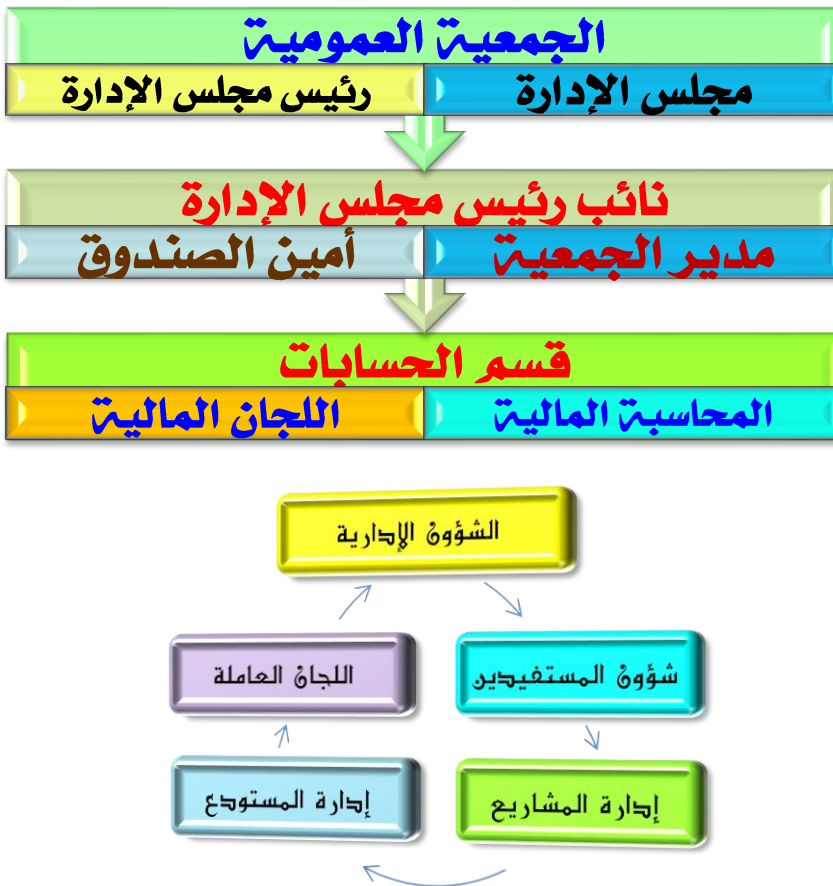 الجمعية العمومية
مجلس الإدارة
رئيس مجلس الإدارة
نائب رئيس مجلس الإدارة
مدير الجمعية
أمين الصندوق
قسم الحسابات
المحاسبة المالية
اللجان المالية
الشؤون الإدارية
شؤون المستفيدين
اللجان العاملة
إدارة المشاريع
إدارة المستودع